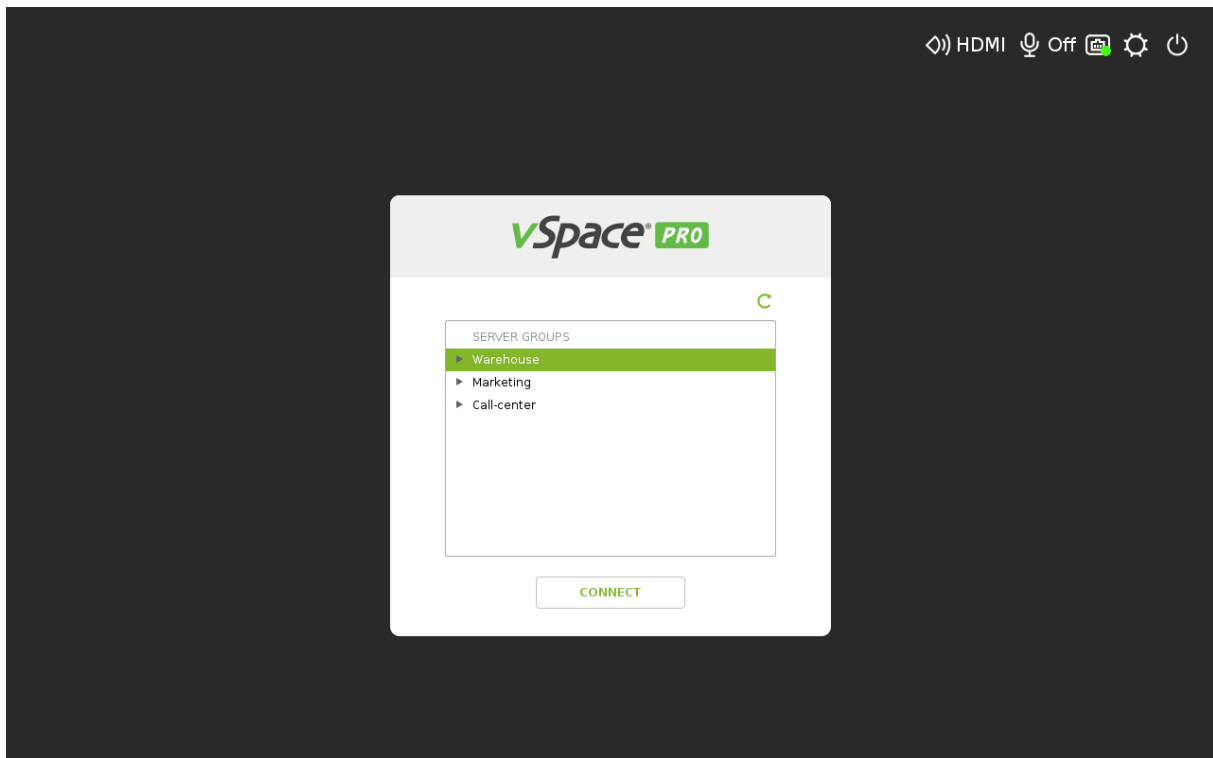 HDMI Off
vSpace® PRO
SERVER GROUPS
Warehouse
Marketing
Call-center
CONNECT